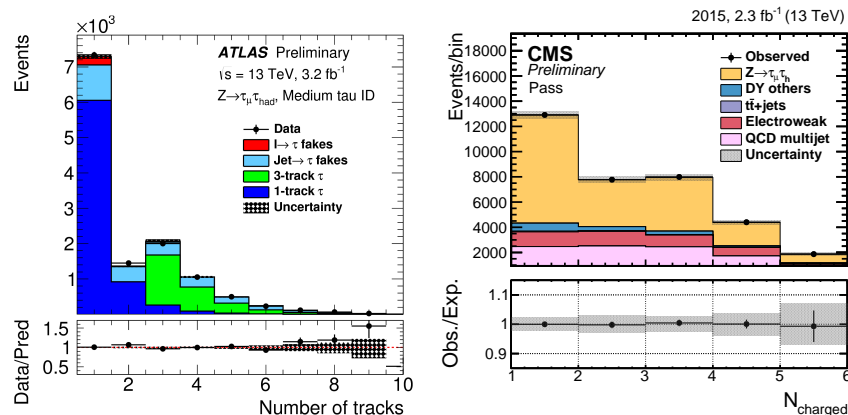 ×10³
Events
7
6
5
4
3
2
1
ATLAS Preliminary
√s = 13 TeV, 3.2 fb⁻¹
Z→τμτhad, Medium tau ID
Data
l→ τ fakes
Jet→ τ fakes
3-track τ
1-track τ
Uncertainty
Data/Pred
1.5
1
0.5
2 4 6 8 10
Number of tracks
2015, 2.3 fb⁻¹ (13 TeV)
Events/bin
18000
16000
14000
12000
10000
8000
6000
4000
2000
CMS
Preliminary
Pass
Observed
Z→τμτh
DY others
tt̄+jets
Electroweak
QCD multijet
Uncertainty
Obs./Exp.
1.1
1
0.9
1 2 3 4 5 6
Ncharged